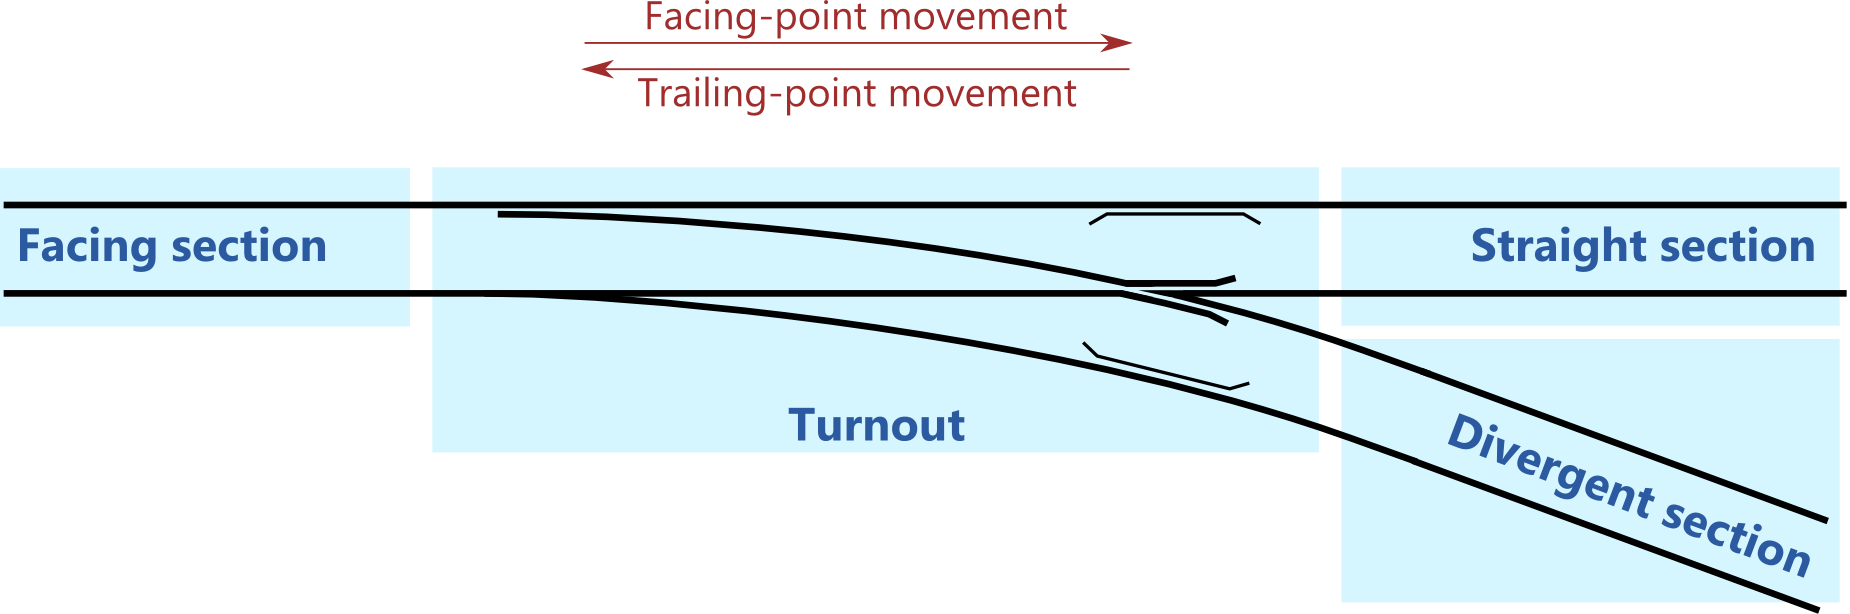 Facing-point movement
Trailing-point movement
Facing section
Straight section
Turnout
Divergent section